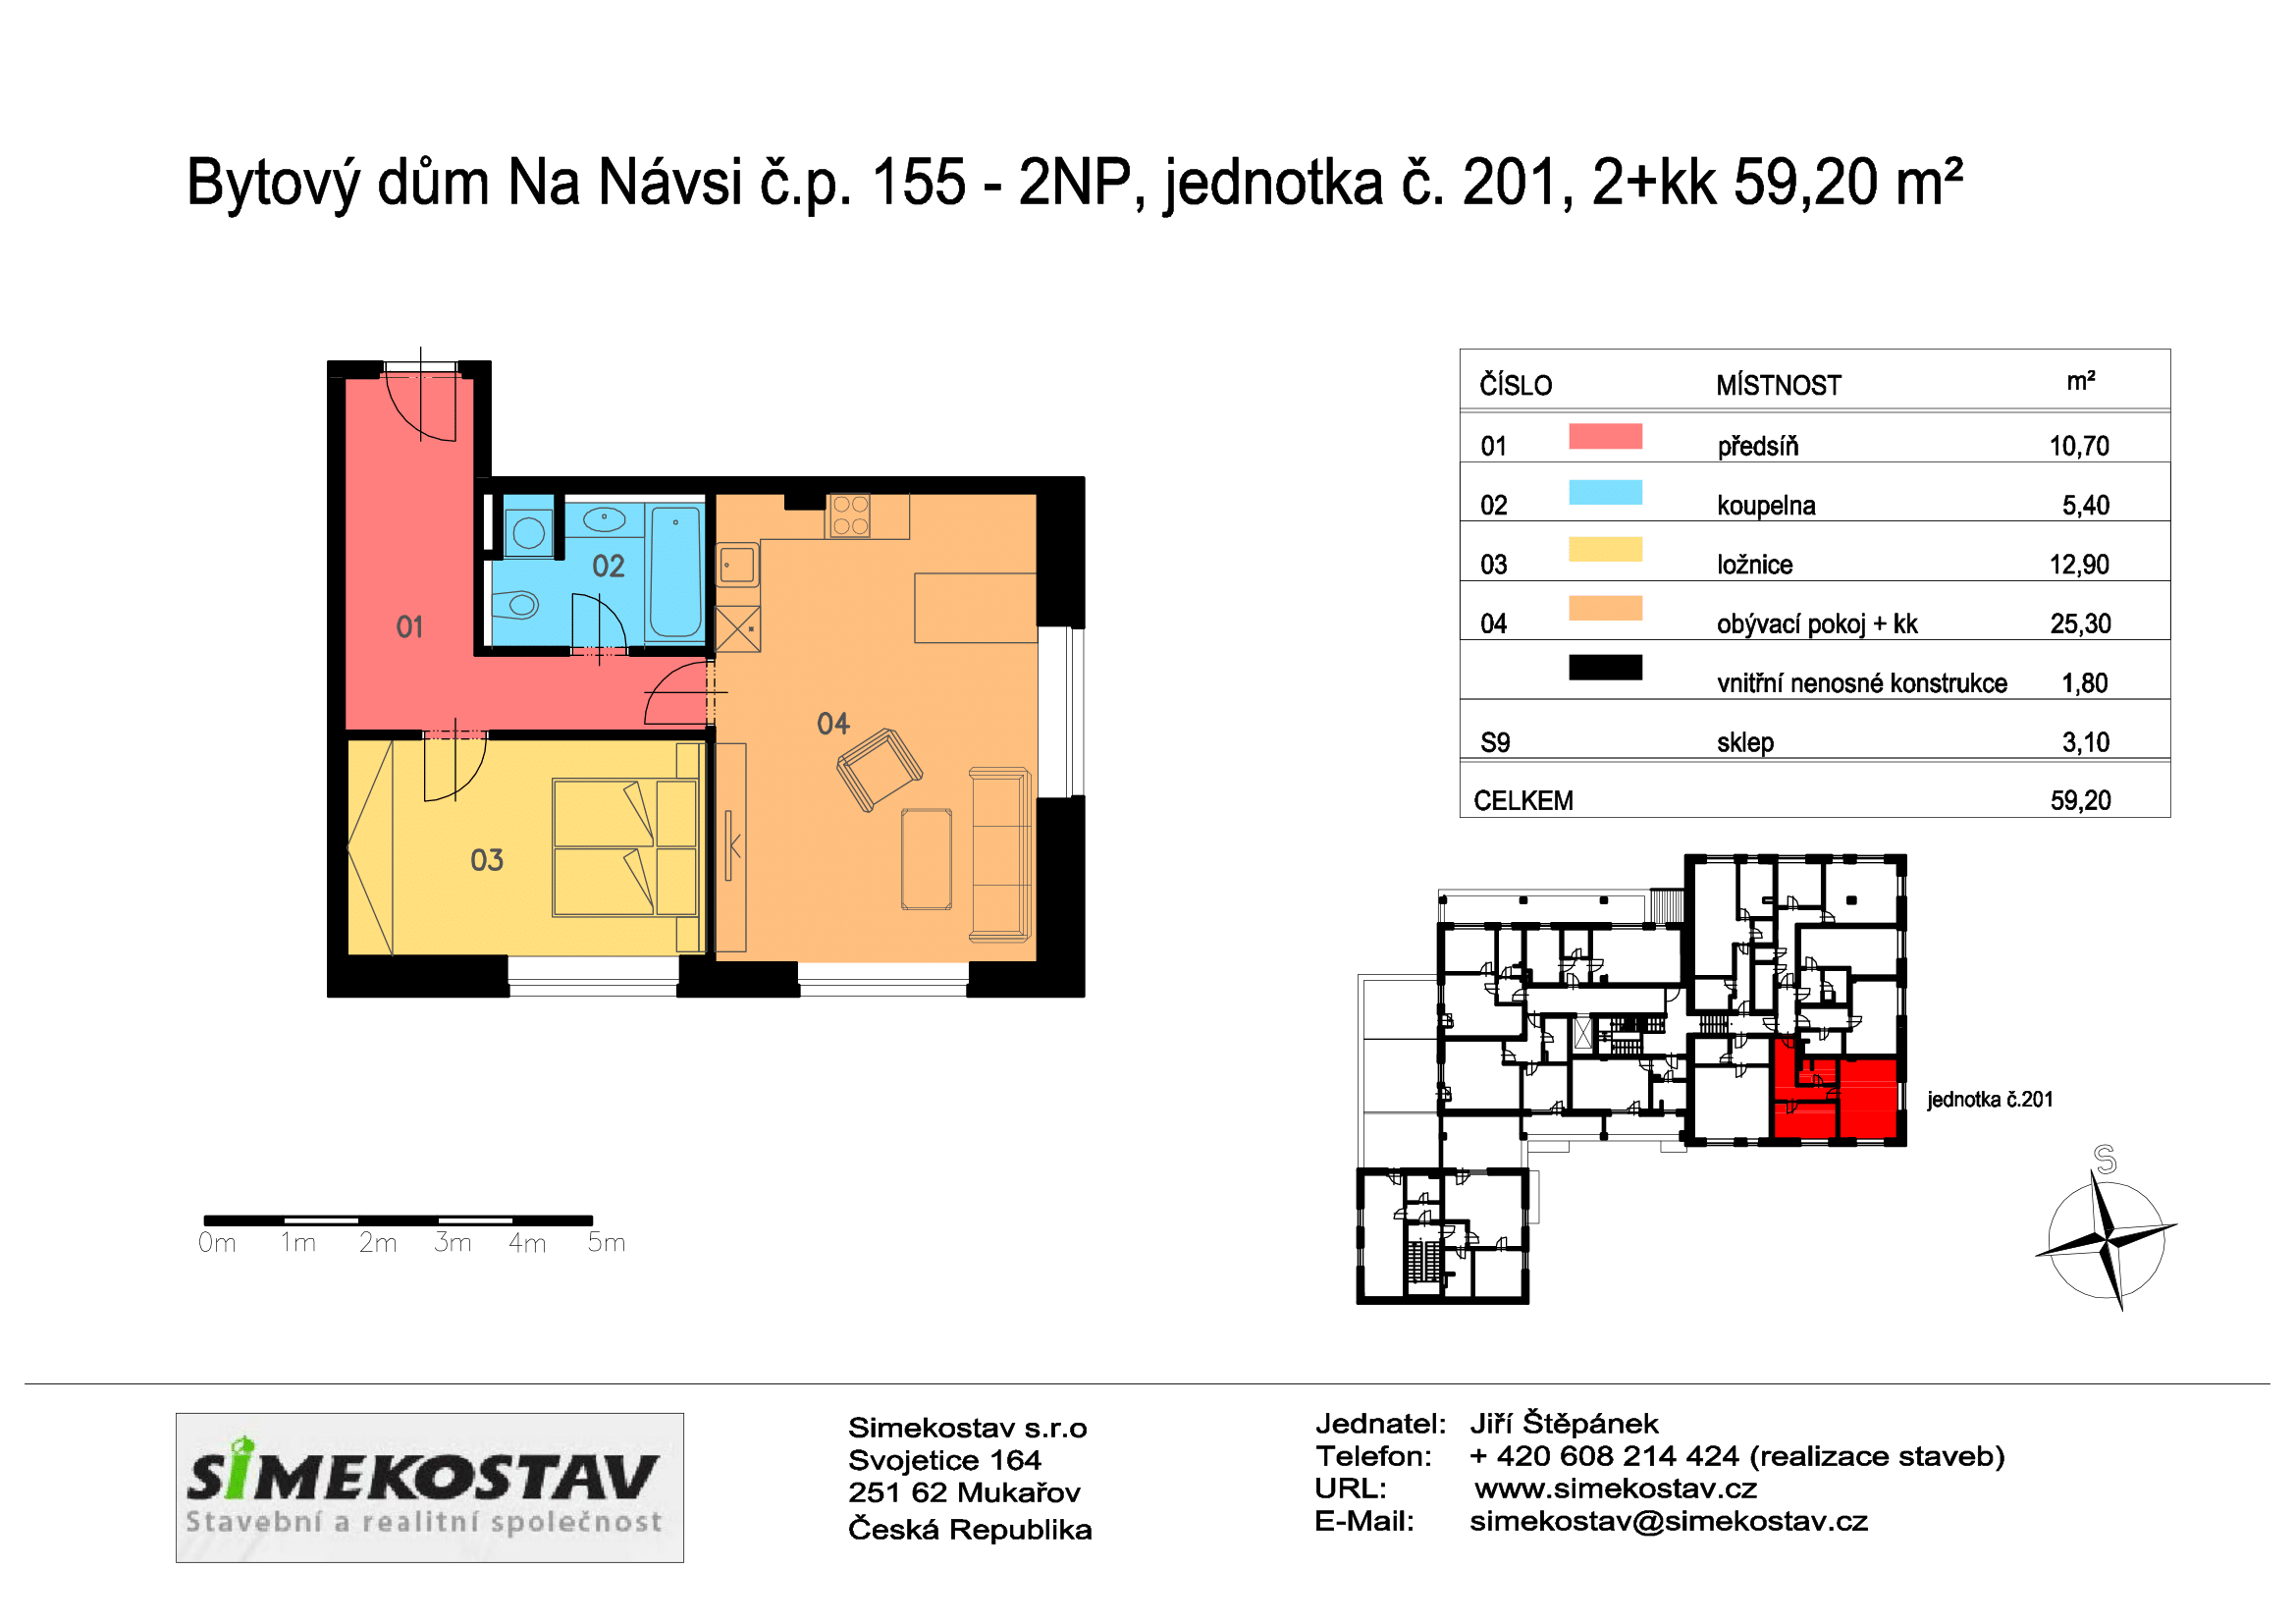 Bytový dům Na Návsi č.p. 155 - 2NP, jednotka č. 201, 2+kk 59,20 m²
ČÍSLO MÍSTNOST m²
01 předsíň 10,70
02 koupelna 5,40
03 ložnice 12,90
04 obývací pokoj + kk 25,30
vnitřní nenosné konstrukce 1,80
S9 sklep 3,10
CELKEM 59,20
01
02
03
04
jednotka č.201
S
0m 1m 2m 3m 4m 5m
SIMEKOSTAV
Stavební a realitní společnost
Simekostav s.r.o
Svojetice 164
251 62 Mukařov
Česká Republika
Jednatel: Jiří Štěpánek
Telefon: + 420 608 214 424 (realizace staveb)
URL: www.simekostav.cz
E-Mail: simekostav@simekostav.cz